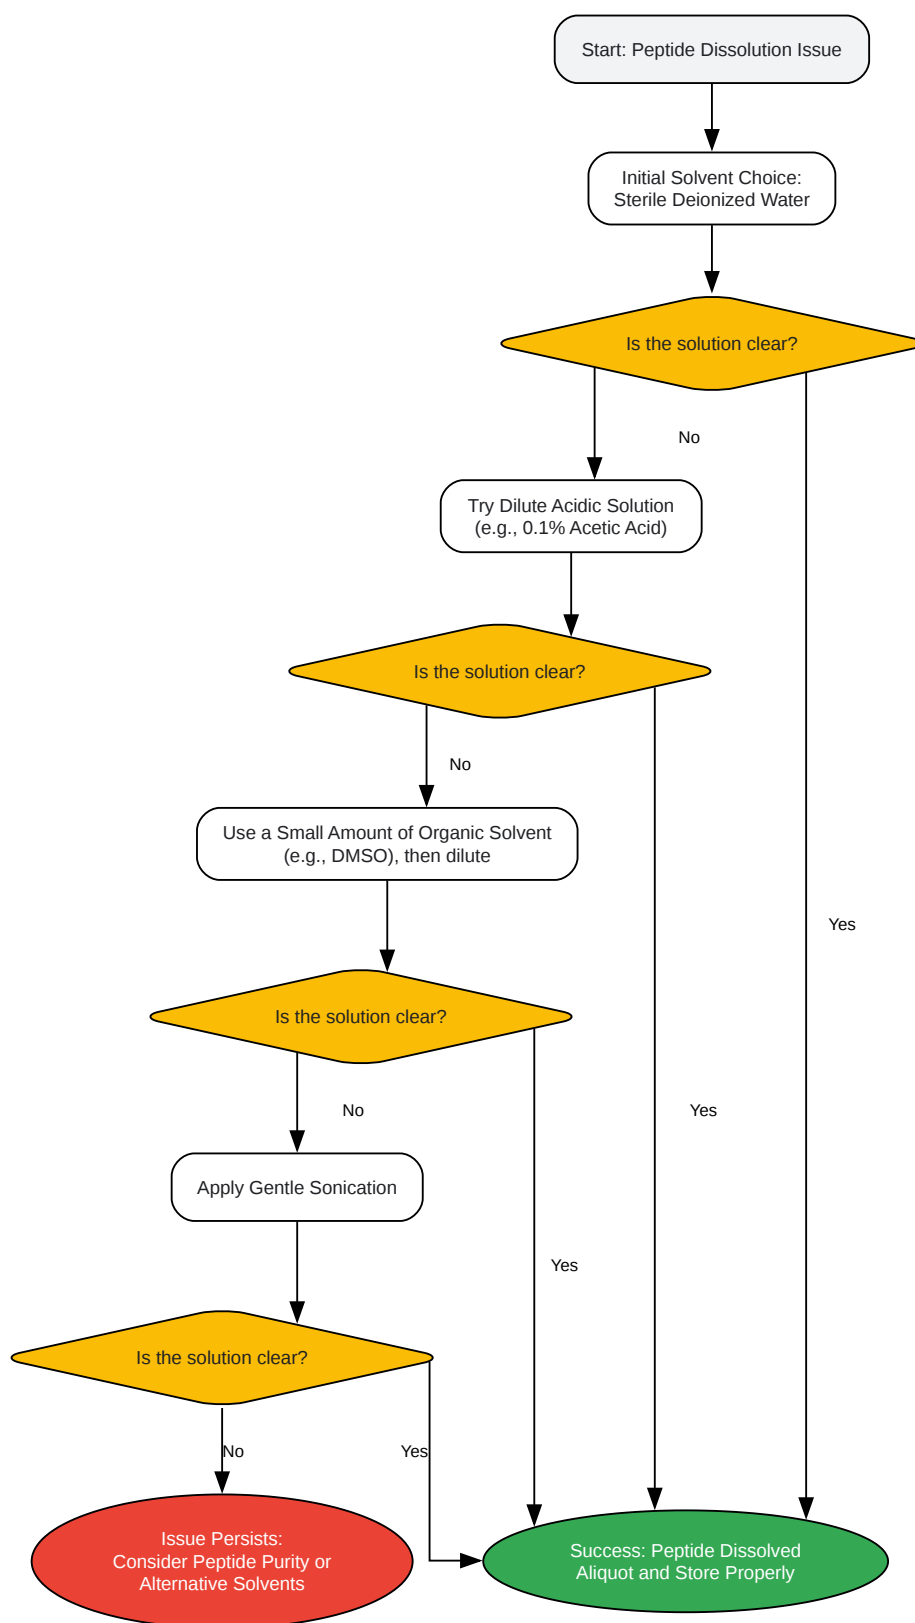 Start: Peptide Dissolution Issue
Initial Solvent Choice:
Sterile Deionized Water
Is the solution clear?
No
Try Dilute Acidic Solution
(e.g., 0.1% Acetic Acid)
Is the solution clear?
No
Use a Small Amount of Organic Solvent
(e.g., DMSO), then dilute
Yes
Is the solution clear?
No
Yes
Apply Gentle Sonication
Yes
Is the solution clear?
No
Yes
Issue Persists:
Consider Peptide Purity or
Alternative Solvents
Success: Peptide Dissolved
Aliquot and Store Properly